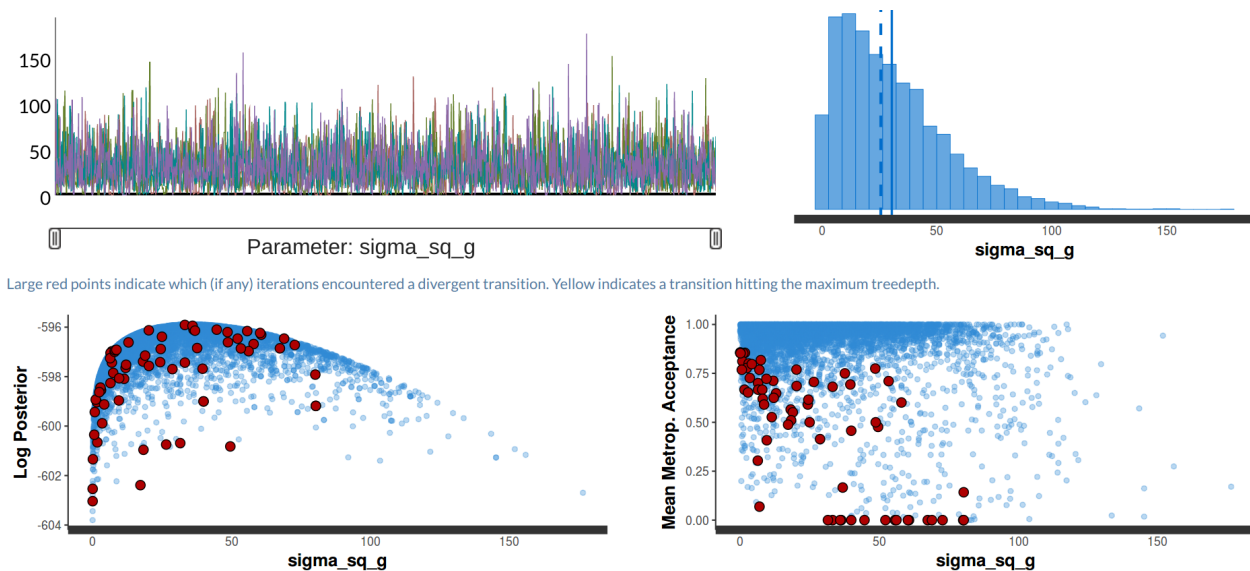 150
100
50
0
Parameter: sigma_sq_g
0 50 100 150
sigma_sq_g
Large red points indicate which (if any) iterations encountered a divergent transition. Yellow indicates a transition hitting the maximum treedepth.
Log Posterior
-596
-598
-600
-602
-604
0 50 100 150
sigma_sq_g
Mean Metrop. Acceptance
1.00
0.75
0.50
0.25
0.00
0 50 100 150
sigma_sq_g